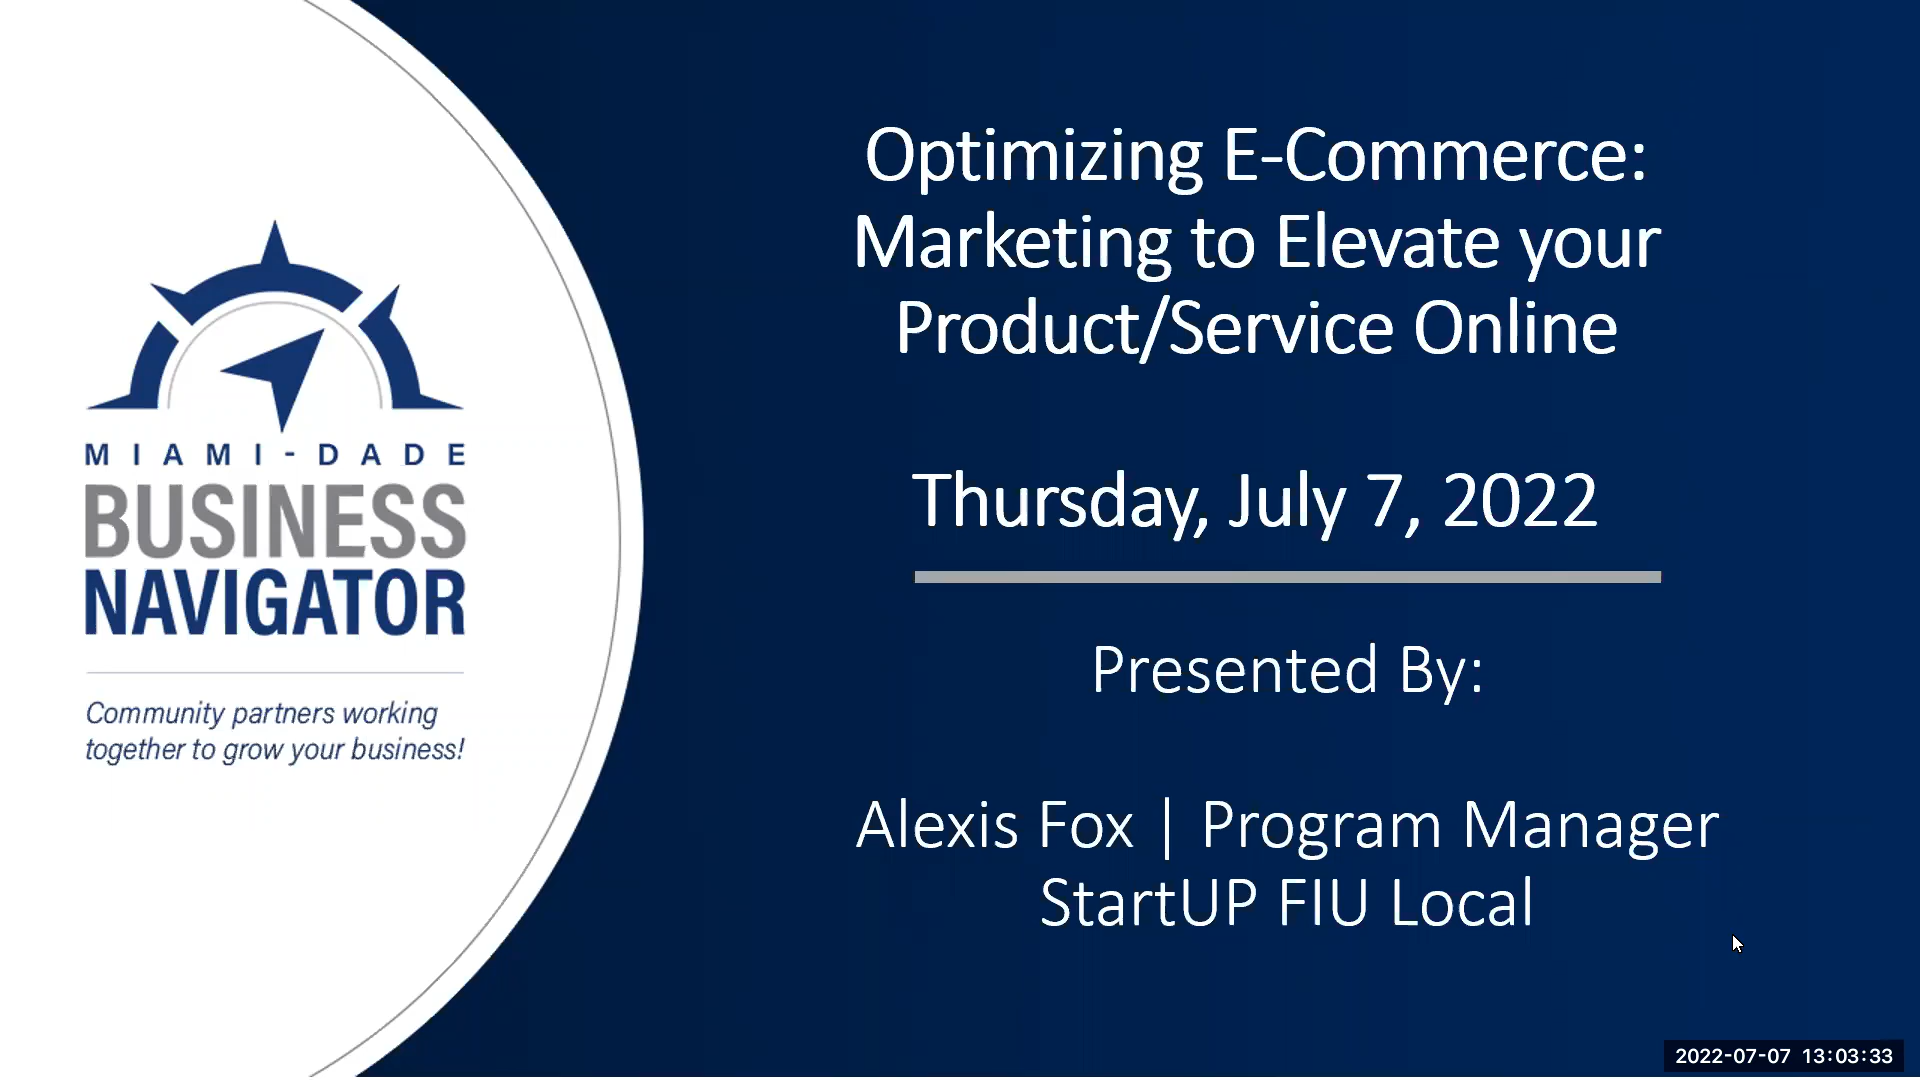 MIAMI-DADE
BUSINESS
NAVIGATOR
Community partners working
together to grow your business!
Optimizing E-Commerce:
Marketing to Elevate your
Product/Service Online
Thursday, July 7, 2022
Presented By:
Alexis Fox | Program Manager
StartUP FIU Local
2022-07-07 13:03:33